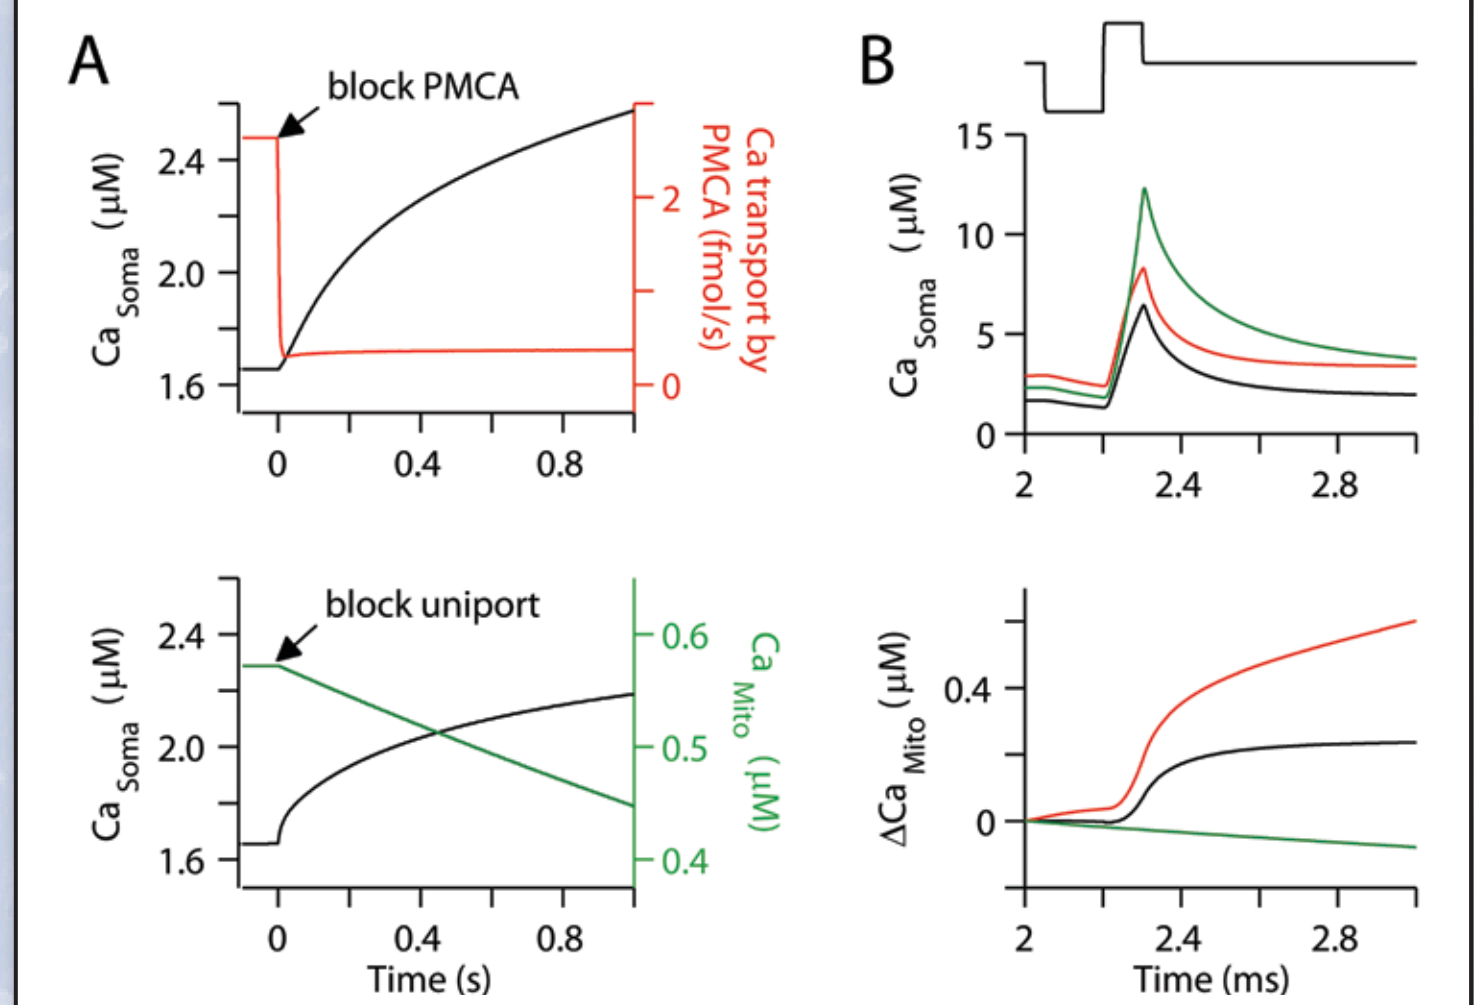 A
block PMCA
2.4
2.0
1.6
Ca Soma (µM)
2
0
Ca transport by
PMCA (fmol/s)
0
0.4
0.8
block uniport
2.4
2.0
1.6
Ca Soma (µM)
0.6
0.5
0.4
Ca Mito (µM)
0
0.4
0.8
Time (s)
B
15
10
5
0
Ca Soma (µM)
2
2.4
2.8
0.4
0
ΔCa Mito (µM)
2
2.4
2.8
Time (ms)